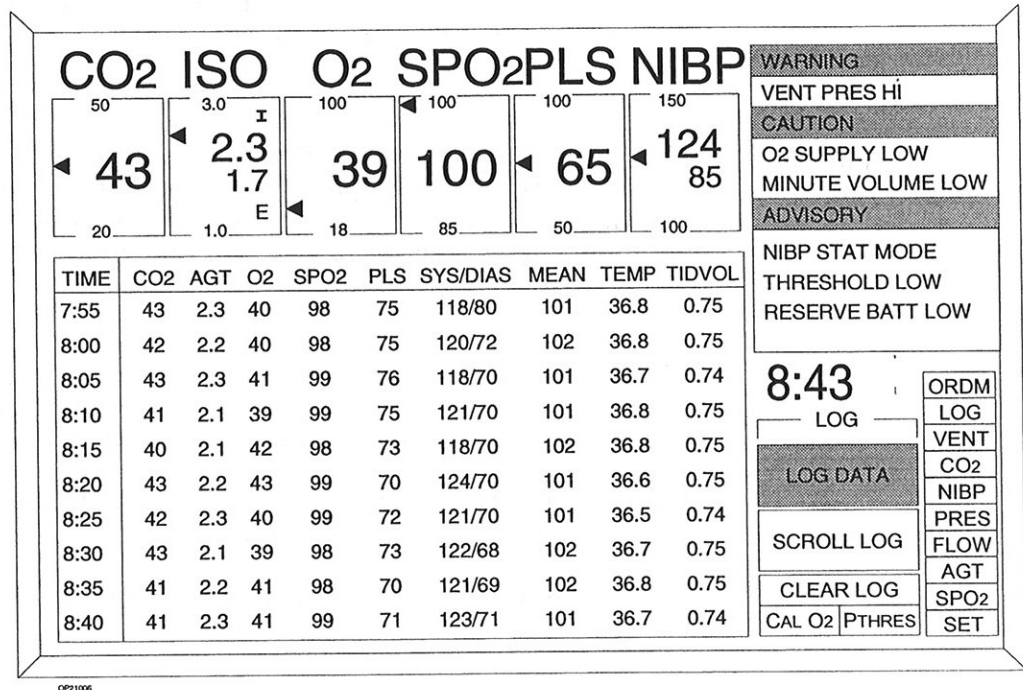 CO2 ISO O2 SPO2 PLS NIBP
50 3.0 100 100 100 150
I
43 2.3 39 100 65 124
1.7 85
E
20 1.0 18 85 50 100
WARNING
VENT PRES HI
CAUTION
O2 SUPPLY LOW
MINUTE VOLUME LOW
ADVISORY
NIBP STAT MODE
THRESHOLD LOW
RESERVE BATT LOW
TIME CO2 AGT O2 SPO2 PLS SYS/DIAS MEAN TEMP TIDVOL
7:55 43 2.3 40 98 75 118/80 101 36.8 0.75
8:00 42 2.2 40 98 75 120/72 102 36.8 0.75
8:05 43 2.3 41 99 76 118/70 101 36.7 0.74
8:10 41 2.1 39 99 75 121/70 101 36.8 0.75
8:15 40 2.1 42 98 73 118/70 102 36.8 0.75
8:20 43 2.2 43 99 70 124/70 101 36.6 0.75
8:25 42 2.3 40 99 72 121/70 101 36.5 0.74
8:30 43 2.1 39 98 73 122/68 102 36.7 0.75
8:35 41 2.2 41 98 70 121/69 102 36.8 0.75
8:40 41 2.3 41 99 71 123/71 101 36.7 0.74
8:43
LOG
LOG DATA
SCROLL LOG
CLEAR LOG
CAL O2 PTHRES
ORDM
LOG
VENT
CO2
NIBP
PRES
FLOW
AGT
SPO2
SET
OP21006